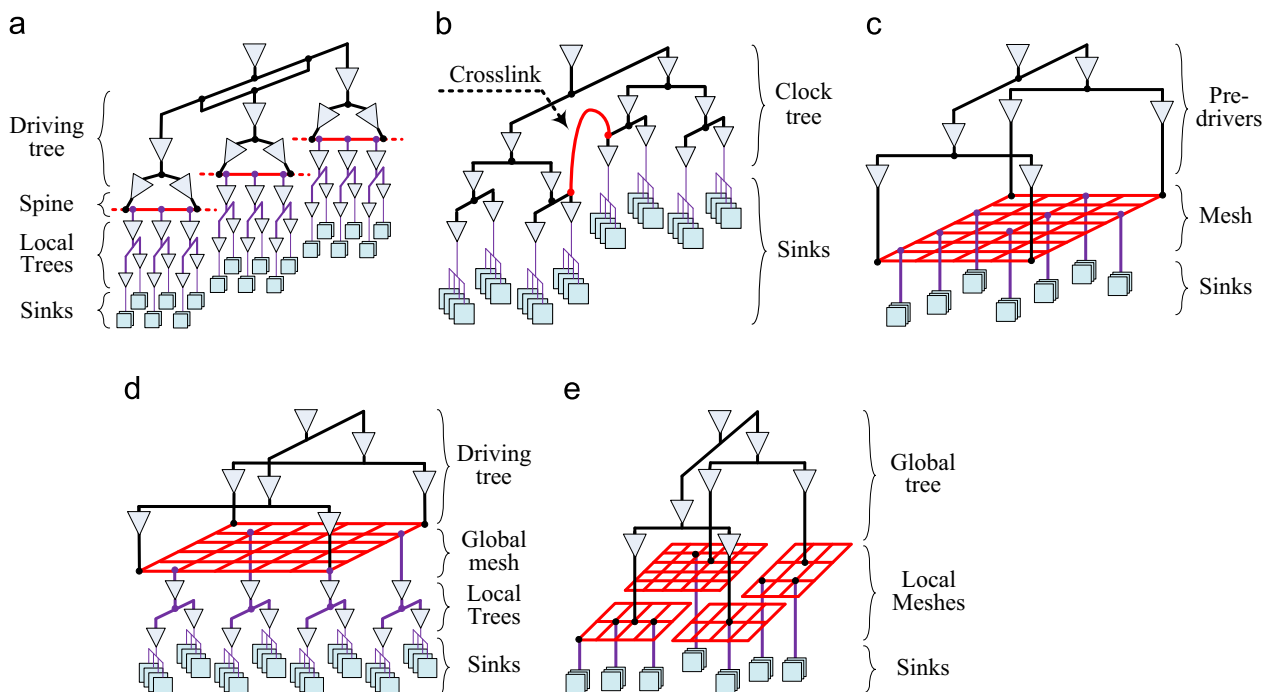 a
Driving
tree
Spine
Local
Trees
Sinks
b
Crosslink
Clock
tree
Sinks
c
Pre-
drivers
Mesh
Sinks
d
Driving
tree
Global
mesh
Local
Trees
Sinks
e
Global
tree
Local
Meshes
Sinks